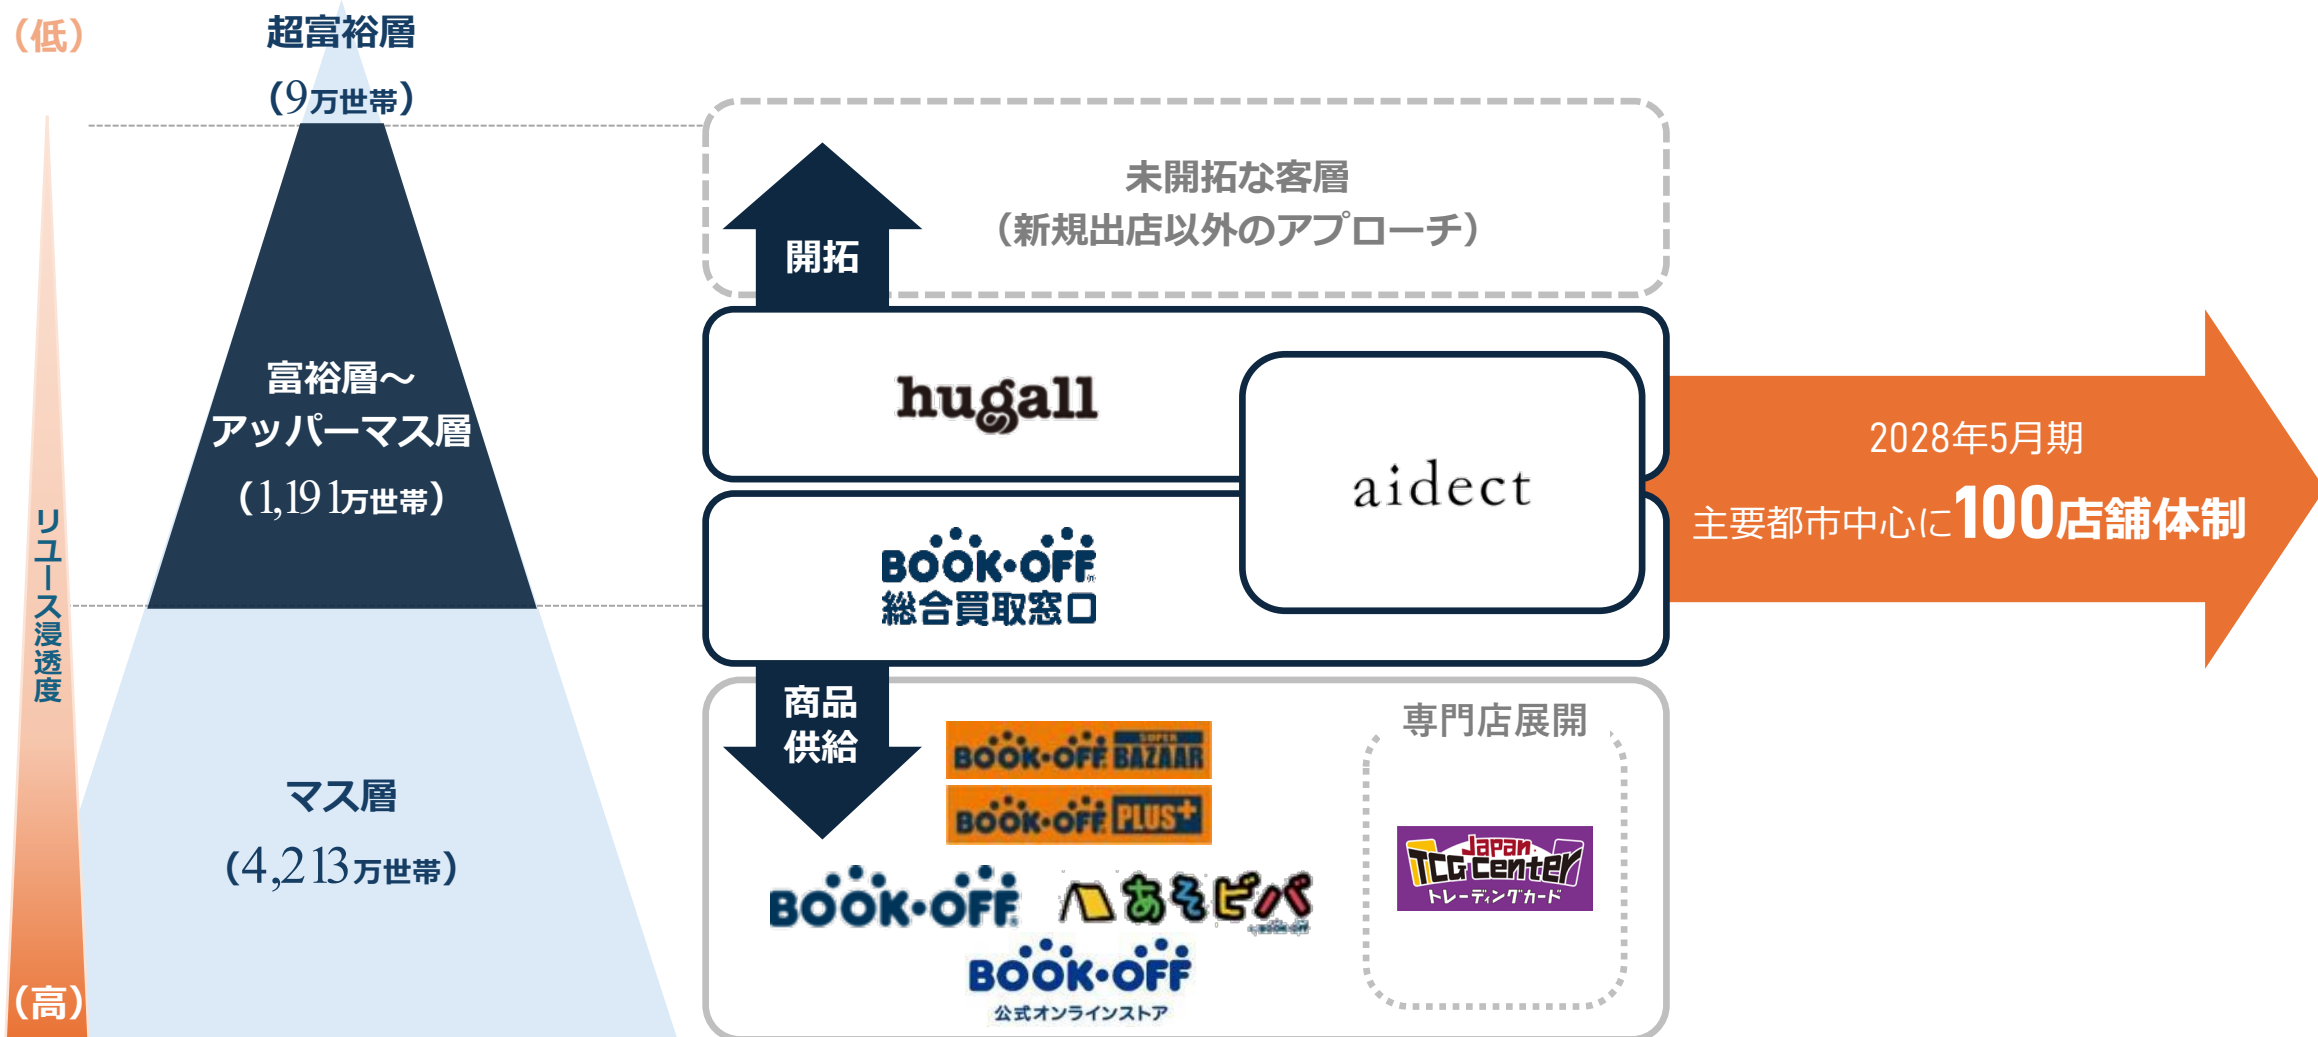 （低）
超富裕層
（9万世帯）
富裕層～
アッパーマス層
（1,191万世帯）
リユース浸透度
マス層
（4,213万世帯）
（高）
未開拓な客層
（新規出店以外のアプローチ）
開拓
hugall
aidect
BOOK・OFF
総合買取窓口
2028年5月期
主要都市中心に100店舗体制
商品
供給
BOOK・OFF SUPER BAZAAR
BOOK・OFF PLUS+
BOOK・OFF
あそビバ
BOOK・OFF
公式オンラインストア
専門店展開
Japan
TCG Center
トレーディングカード